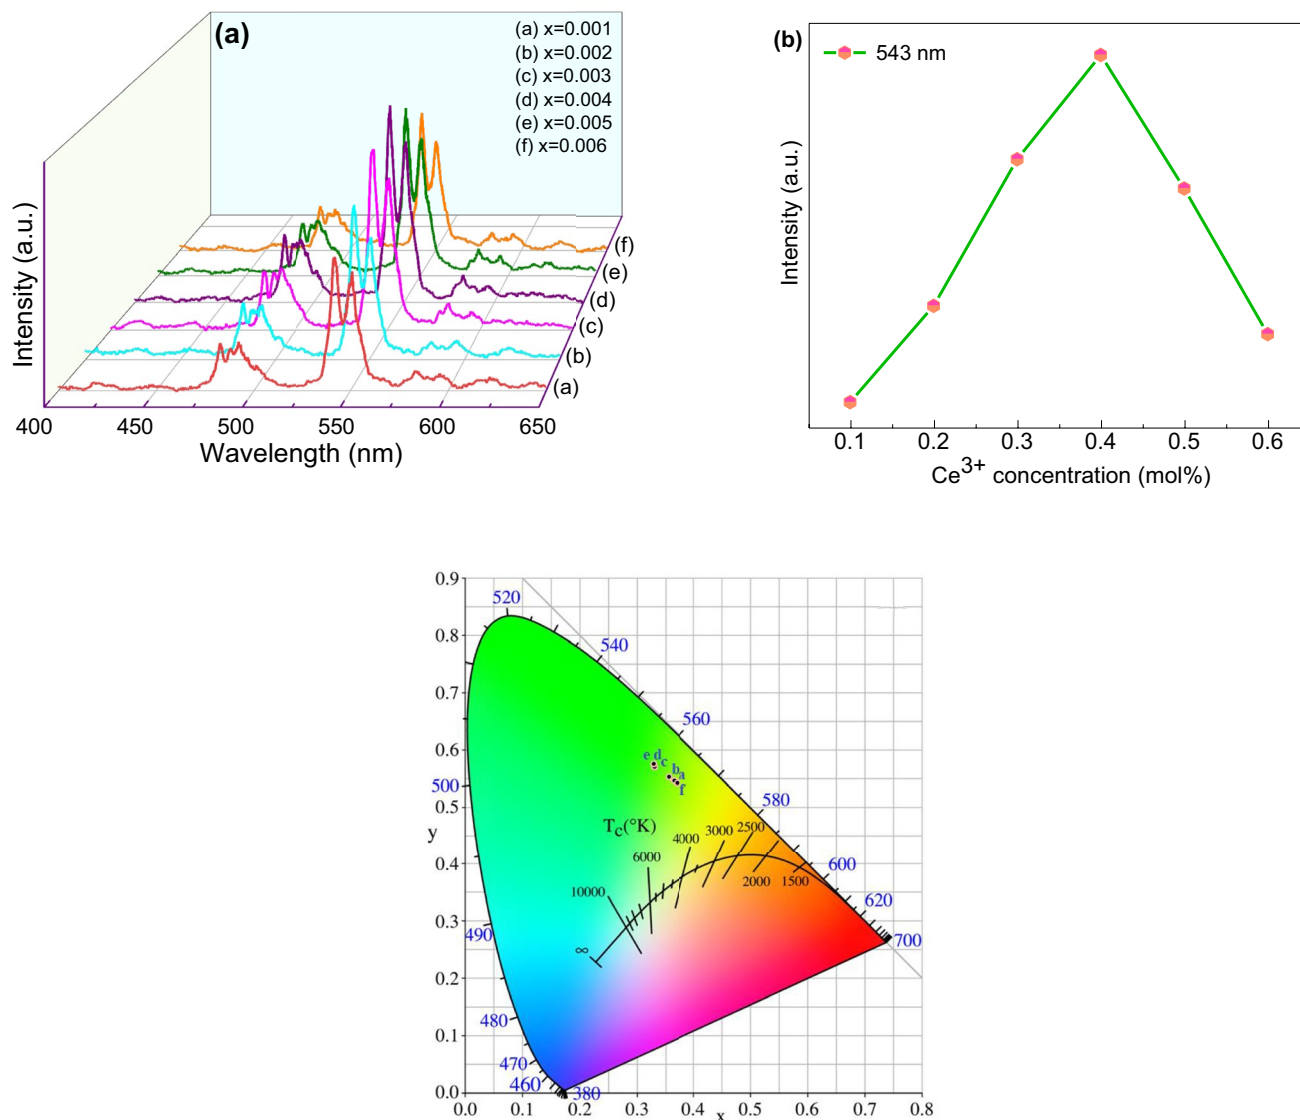 (a)
(a) x=0.001
(b) x=0.002
(c) x=0.003
(d) x=0.004
(e) x=0.005
(f) x=0.006
Intensity (a.u.)
(f)
(e)
(d)
(c)
(b)
(a)
400 450 500 550 600 650
Wavelength (nm)
(b)
543 nm
Intensity (a.u.)
0.1 0.2 0.3 0.4 0.5 0.6
Ce3+ concentration (mol%)
0.9
0.8
0.7
0.6
0.5
y
0.4
0.3
0.2
0.1
0.0
0.0 0.1 0.2 0.3 0.4 0.5 0.6 0.7 0.8
x
520
540
560
500
580
600
620
700
490
480
470
460
380
e d c b a
f
Tc(°K)
4000 3000 2500
6000
10000
2000 1500
∞